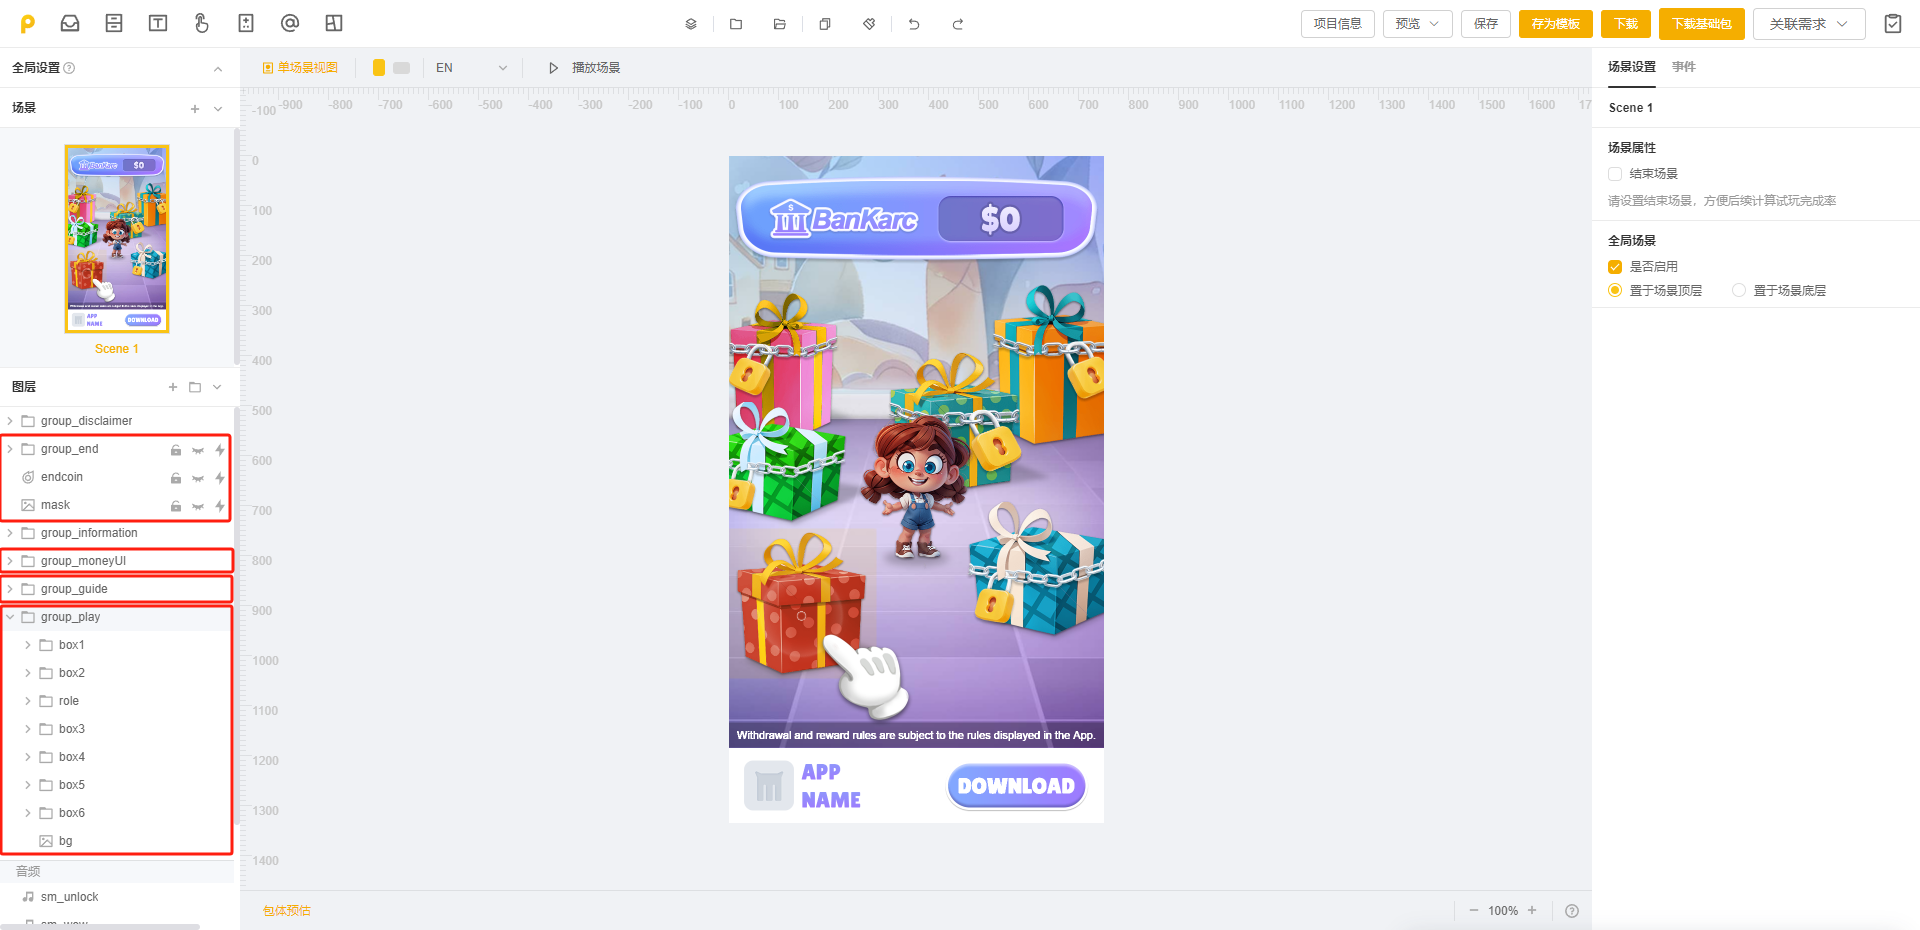 项目信息
预览
保存
存为模板
下载
下载基础包
关联需求
全局设置
单场景视图
EN
播放场景
场景设置
事件
-900 -800 -700 -600 -500 -400 -300 -200 -100 0 100 200 300 400 500 600 700 800 900 1000 1100 1200 1300 1400 1500 1600 17
-100
0
100
200
300
400
500
600
700
800
900
1000
1100
1200
1300
1400
场景
BanKarc
$0
APP
NAME
DOWNLOAD
Scene 1
图层
group_disclaimer
group_end
endcoin
mask
group_information
group_moneyUI
group_guide
group_play
box1
box2
role
box3
box4
box5
box6
bg
音频
sm_unlock
BanKarc
$0
Withdrawal and reward rules are subject to the rules displayed in the App.
APP
NAME
DOWNLOAD
包体预估
100%
Scene 1
场景属性
结束场景
请设置结束场景，方便后续计算试玩完成率
全局场景
是否启用
置于场景顶层
置于场景底层